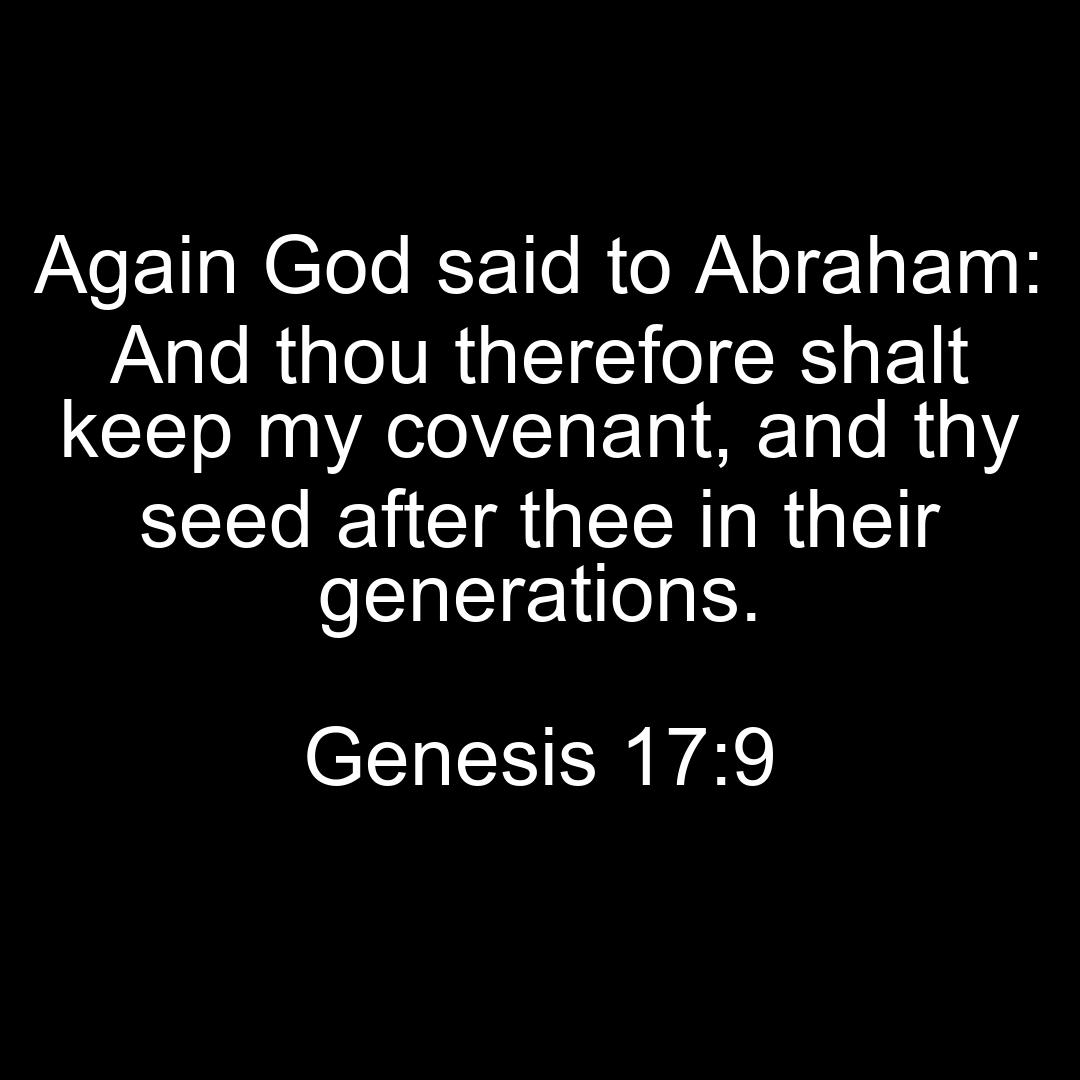 Again God said to Abraham:
And thou therefore shalt
keep my covenant, and thy
seed after thee in their
generations.
Genesis 17:9